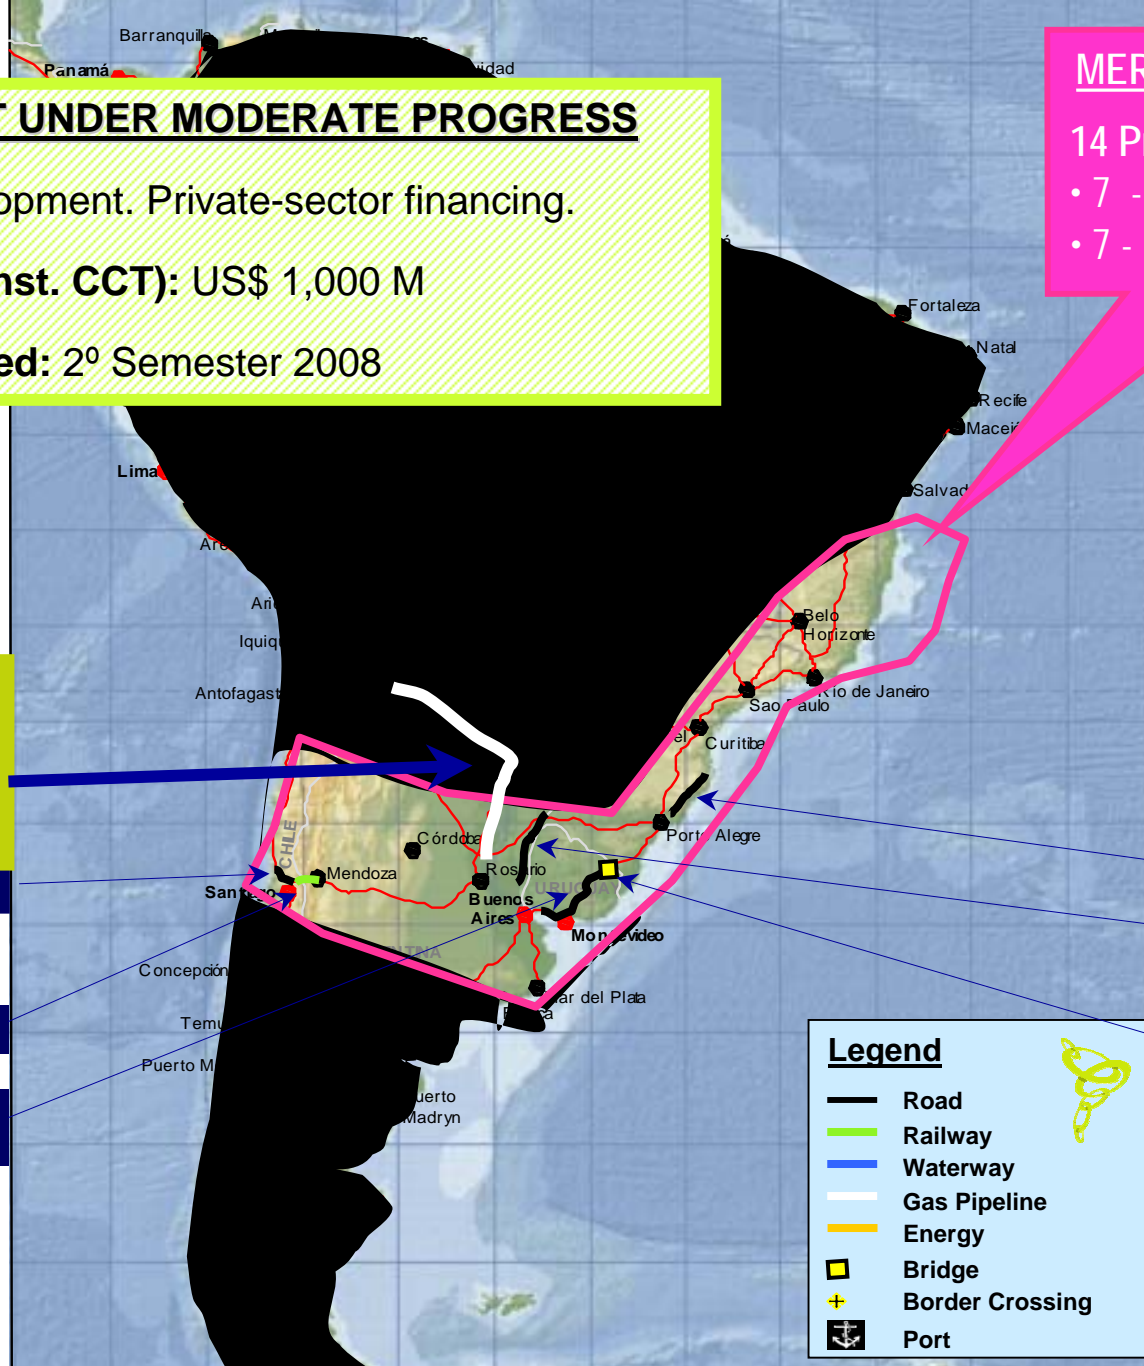 Barranquilla
Panamá
T UNDER MODERATE PROGRESS
opment. Private-sector financing.
nst. CCT): US$ 1,000 M
ed: 2º Semester 2008
MER
14 P
• 7 -
• 7 -
Fortaleza
Natal
Recife
Macei
Lima
Salvad
Iquiq
Antofagast
Belo
Horizonte
Rio de Janeiro
Sao Paulo
Curitiba
Porto Alegre
CHILE
Córdoba
Mendoza
Rosario
Santiago
URUGUAY
Buenos
Aires
Montevideo
Concepción
Mar del Plata
Temu
Puerto M
uerto
Madryn
Legend
Road
Railway
Waterway
Gas Pipeline
Energy
Bridge
Border Crossing
Port